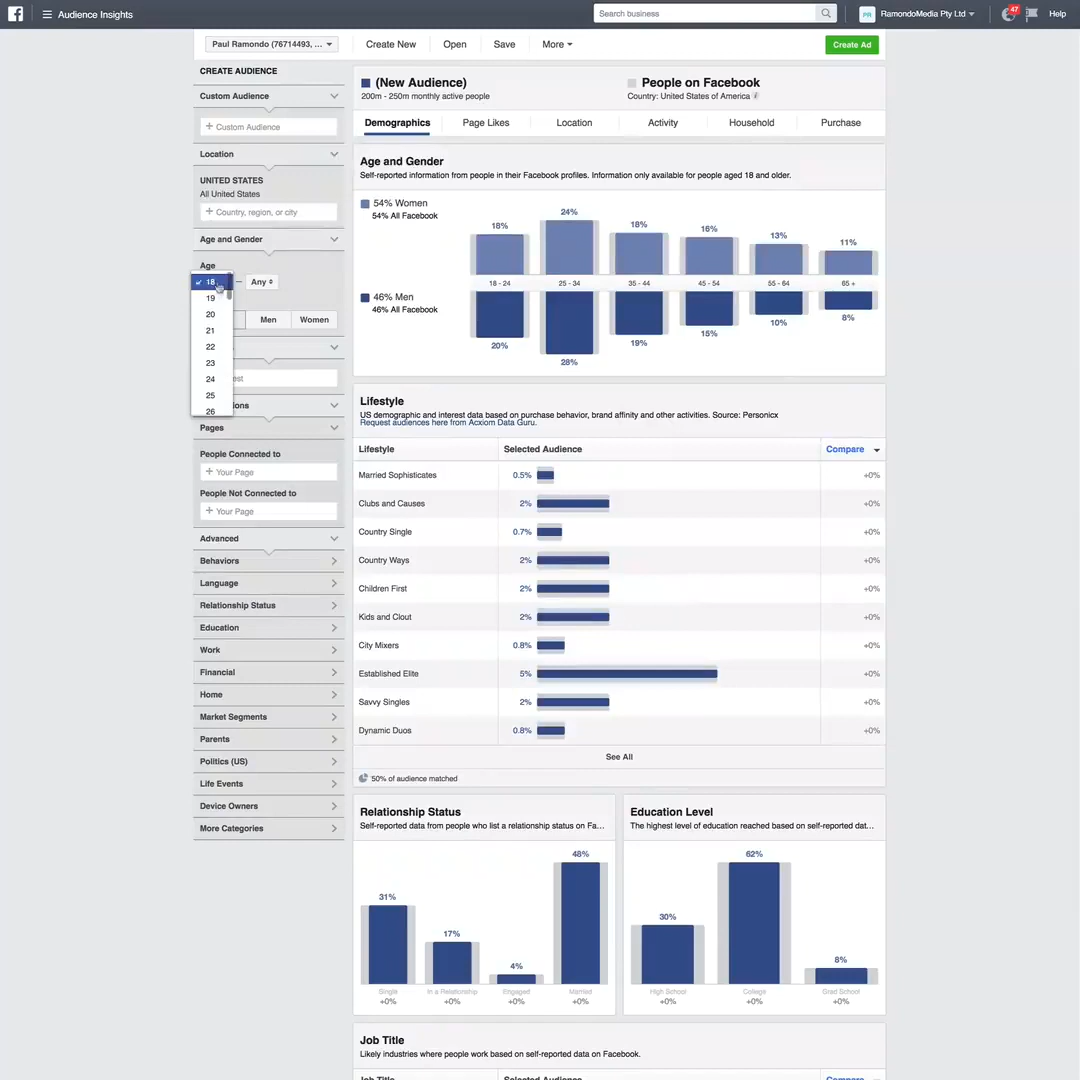 Audience Insights
Search business
PR RamondoMedia Pty Ltd
47
Help
Paul Ramondo (76714493, ...
Create New
Open
Save
More
Create Ad
CREATE AUDIENCE
Custom Audience
+ Custom Audience
Location
UNITED STATES
All United States
+ Country, region, or city
Age and Gender
Age
18 – Any
19
20
21
22
23
24
25
26
Men
Women
est
ions
Pages
People Connected to
+ Your Page
People Not Connected to
+ Your Page
Advanced
Behaviors
Language
Relationship Status
Education
Work
Financial
Home
Market Segments
Parents
Politics (US)
Life Events
Device Owners
More Categories
(New Audience)
200m - 250m monthly active people
People on Facebook
Country: United States of America
Demographics
Page Likes
Location
Activity
Household
Purchase
Age and Gender
Self-reported information from people in their Facebook profiles. Information only available for people aged 18 and older.
54% Women
54% All Facebook
18% 24% 18% 16% 13% 11%
18 - 24 25 - 34 35 - 44 45 - 54 55 - 64 65 +
46% Men
46% All Facebook
20% 28% 19% 15% 10% 8%
Lifestyle
US demographic and interest data based on purchase behavior, brand affinity and other activities. Source: Personicx
Request audiences here from Acxiom Data Guru.
Lifestyle Selected Audience Compare
Married Sophisticates 0.5% +0%
Clubs and Causes 2% +0%
Country Single 0.7% +0%
Country Ways 2% +0%
Children First 2% +0%
Kids and Clout 2% +0%
City Mixers 0.8% +0%
Established Elite 5% +0%
Savvy Singles 2% +0%
Dynamic Duos 0.8% +0%
See All
50% of audience matched
Relationship Status
Self-reported data from people who list a relationship status on Fa...
31% 17% 4% 48%
Single In a Relationship Engaged Married
+0% +0% +0% +0%
Education Level
The highest level of education reached based on self-reported dat...
30% 62% 8%
High School College Grad School
+0% +0% +0%
Job Title
Likely industries where people work based on self-reported data on Facebook.
Job Title Selected Audience Compare